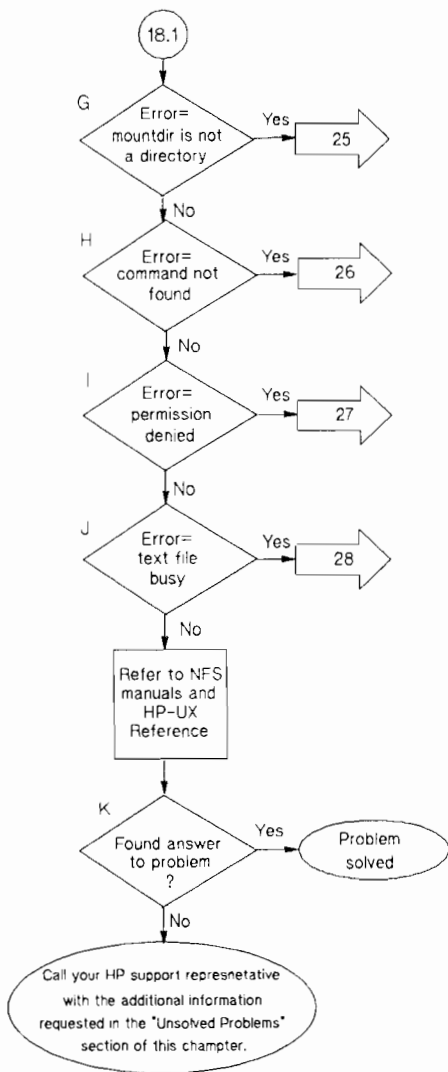 18.1
G
Error=
mountdir is not
a directory
Yes
25
No
H
Error=
command not
found
Yes
26
No
I
Error=
permission
denied
Yes
27
No
J
Error=
text file
busy
Yes
28
No
Refer to NFS
manuals and
HP-UX
Reference
K
Found answer
to problem
?
Yes
Problem
solved
No
Call your HP support represnetative
with the additional information
requested in the "Unsolved Problems"
section of this champter.